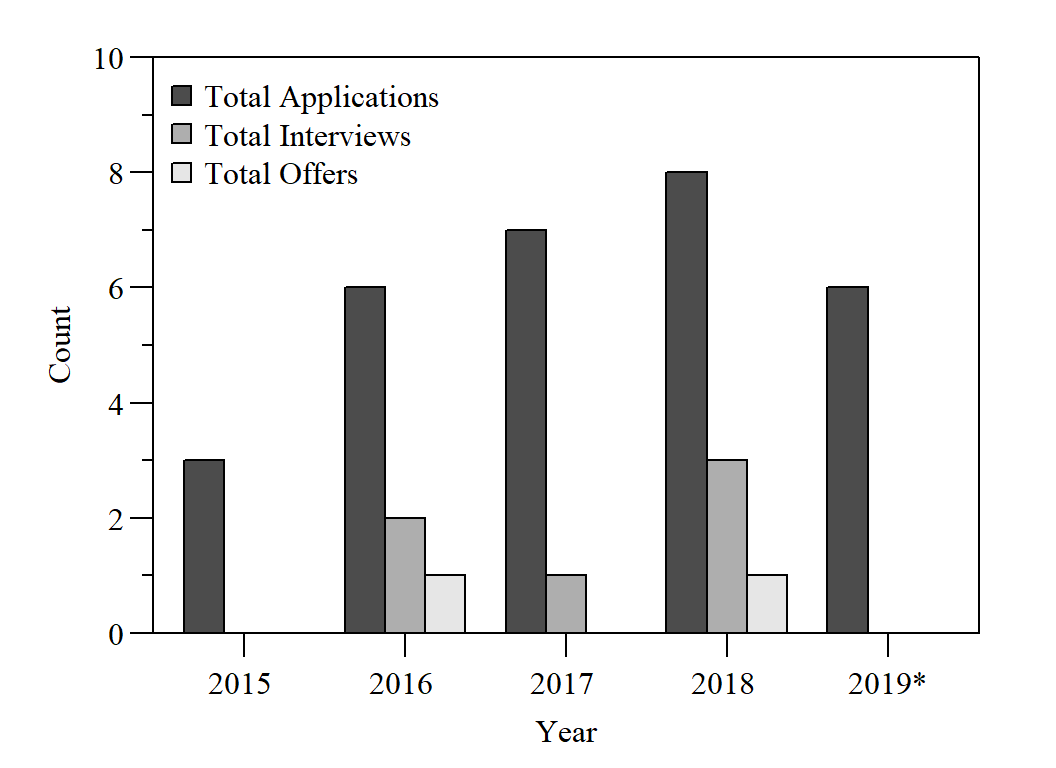 10
Total Applications
Total Interviews
8
Total Offers
6
Count
4
2
0
2015 2016 2017 2018 2019*
Year